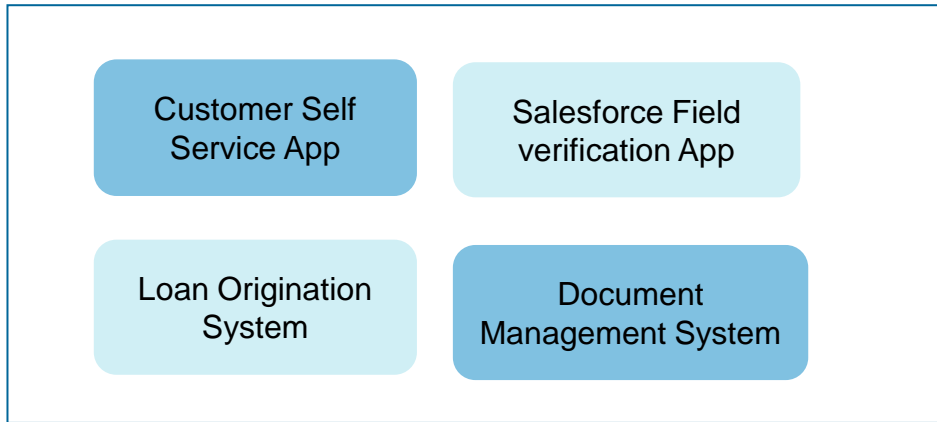 Customer Self
Service App
Salesforce Field
verification App
Loan Origination
System
Document
Management System